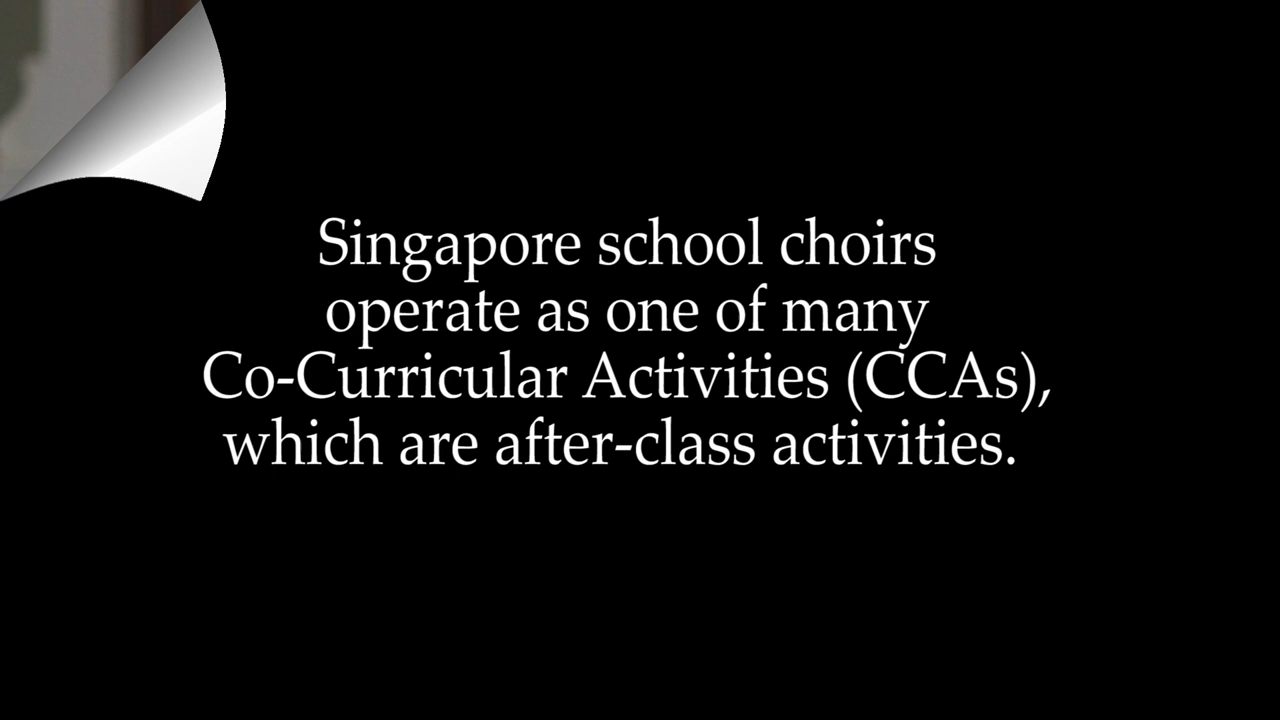 Singapore school choirs
operate as one of many
Co-Curricular Activities (CCAs),
which are after-class activities.